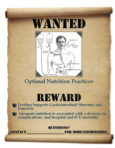 WANTED
Optimal Nutrition Practices
REWARD
Feeding Supports Gastrointestinal Structure and
Function
Adequate nutrition is associated with reductions in
complications, and hospital and ICU mortality
QUESTIONS?
CONTACT FOR MORE INFORMATION